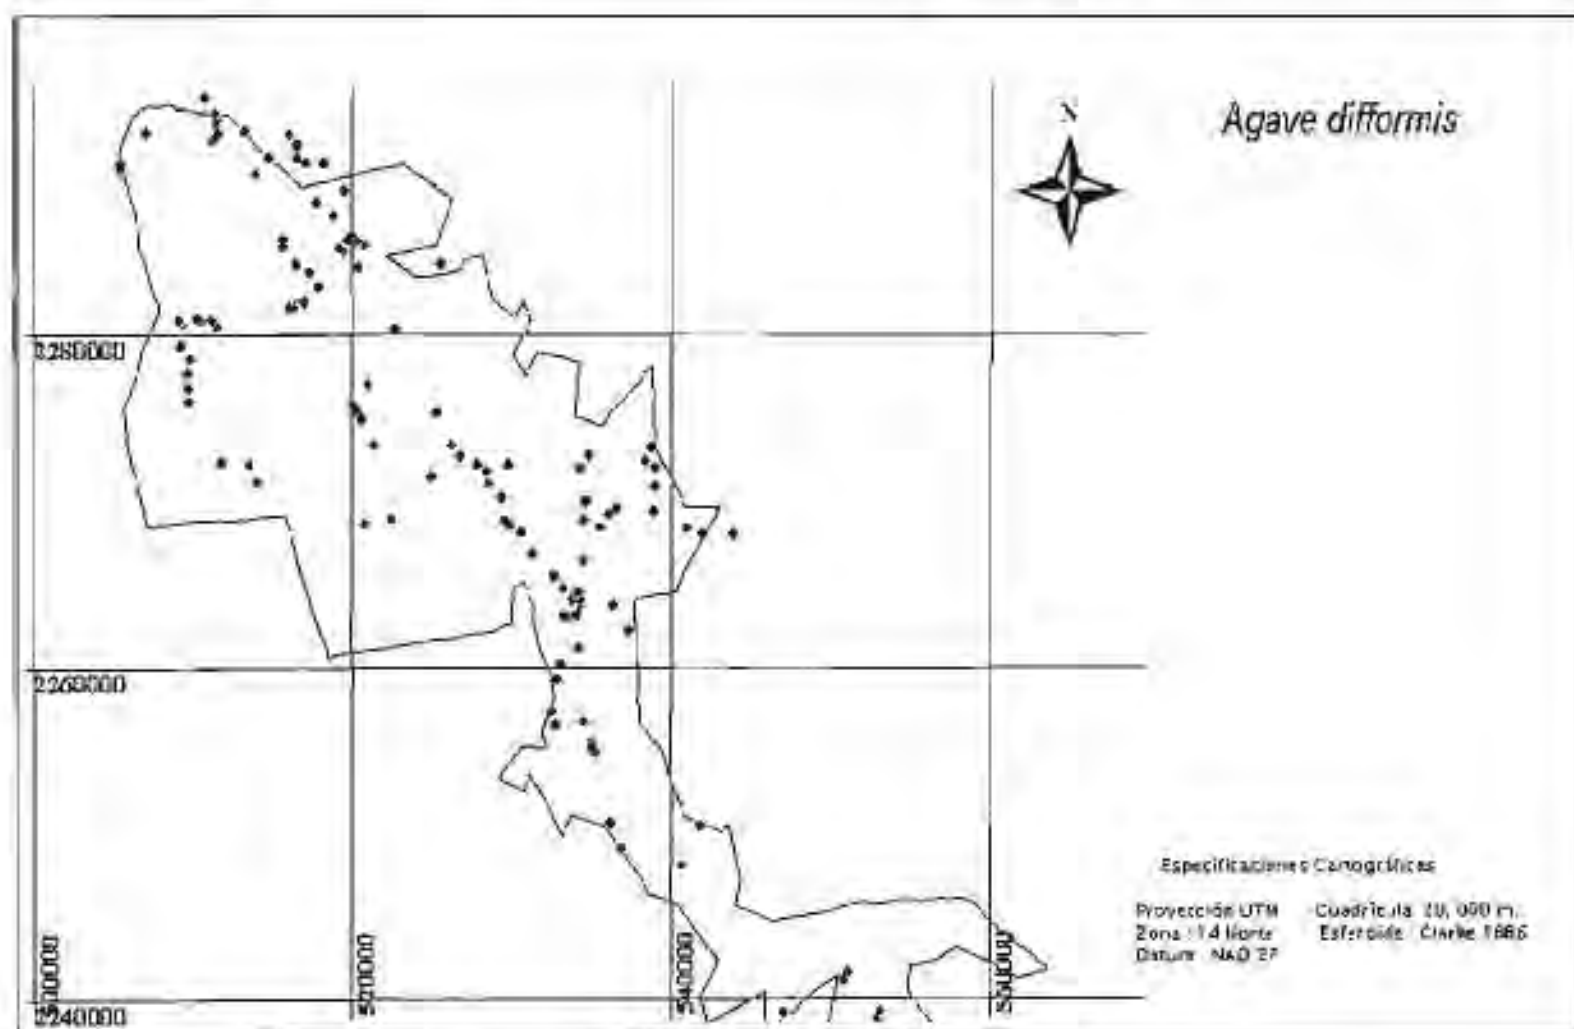 N
Agave difformis
2280000
2260000
Especificaciones Cartográficas
Proyección UTM Cuadrícula 20, 000 m.
Zona : 14 Norte Esferoide : Clarke 1866
Datum NAD 27
500000
520000
540000
560000
2240000